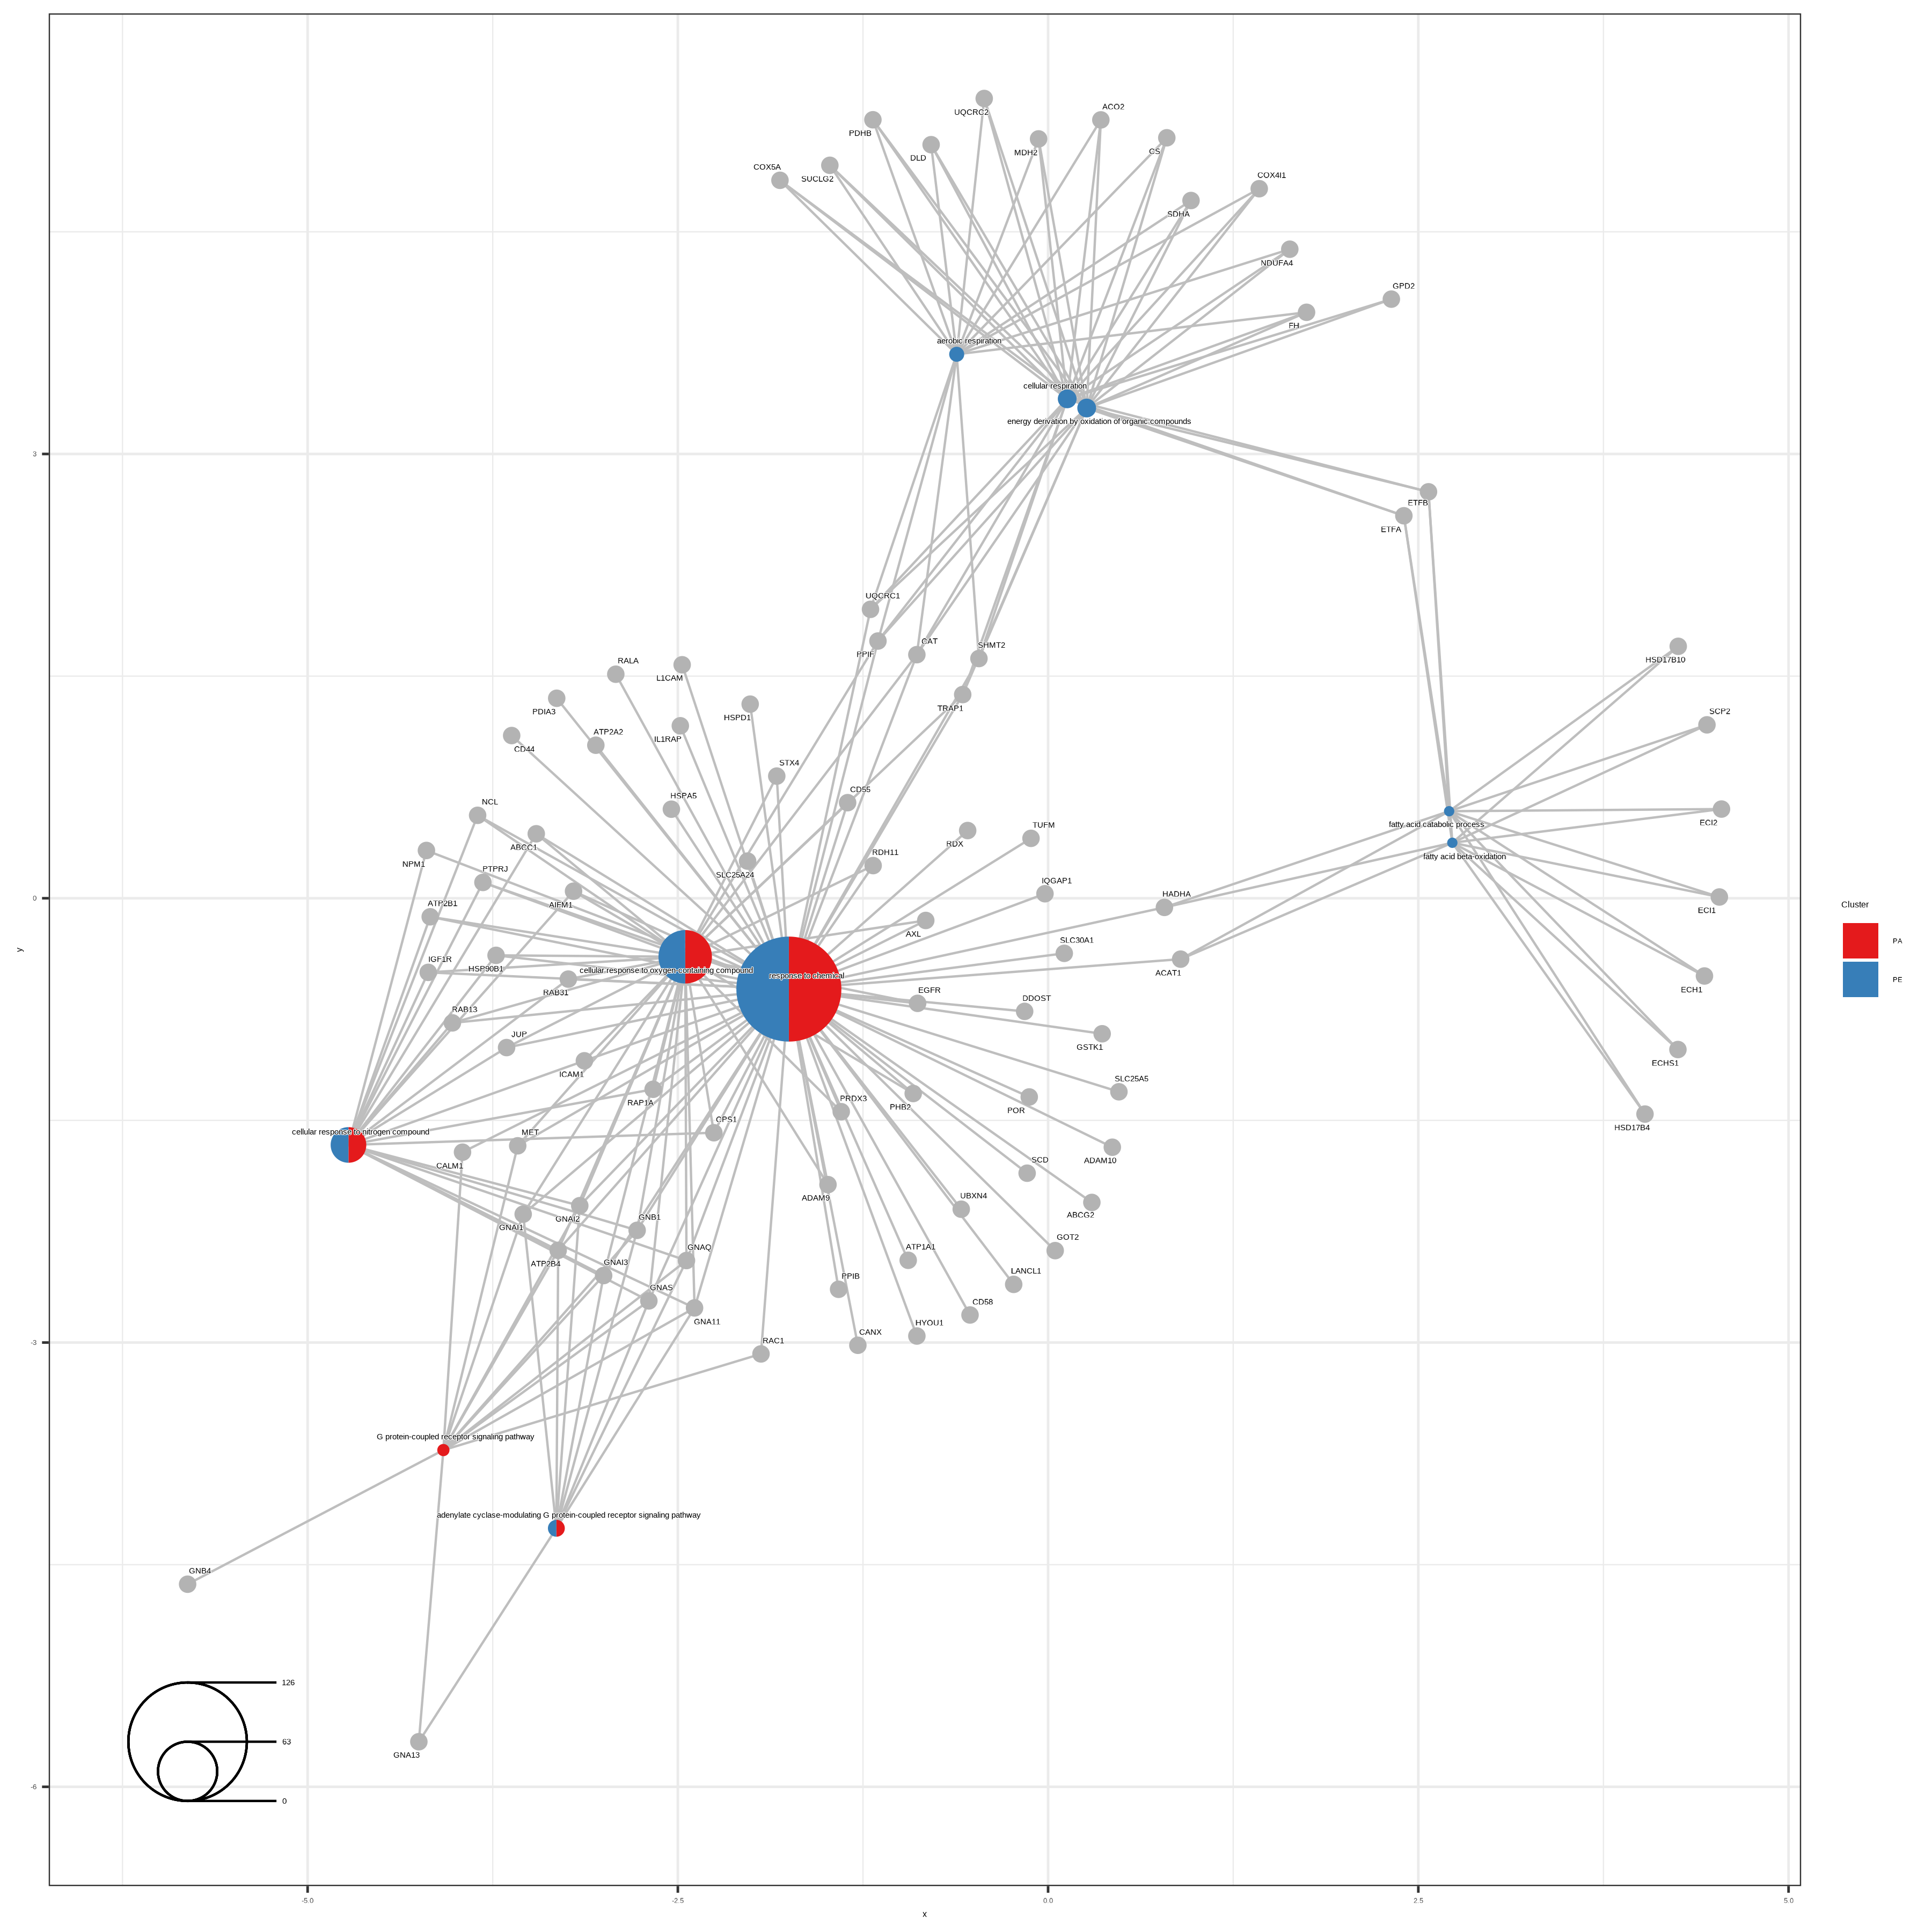 UQCRC2
ACO2
PDHB
DLD
MDH2
CS
COX5A
SUCLG2
COX4I1
SDHA
NDUFA4
GPD2
FH
aerobic respiration
cellular respiration
energy derivation by oxidation of organic compounds
3
ETFB
ETFA
UQCRC1
PPIF
CAT
SHMT2
RALA
L1CAM
HSD17B10
PDIA3
HSPD1
TRAP1
SCP2
ATP2A2
IL1RAP
CD44
STX4
HSPA5
CD55
NCL
ECI2
fatty acid catabolic process
TUFM
RDX
ABCC1
RDH11
fatty acid beta-oxidation
NPM1
PTPRJ
SLC25A24
IQGAP1
HADHA
0
ATP2B1
AIFM1
Cluster
ECI1
AXL
SLC30A1
PA
y
IGF1R
HSP90B1
cellular response to oxygen-containing compound
response to chemical
ACAT1
PE
RAB31
EGFR
DDOST
ECH1
RAB13
JUP
GSTK1
ECHS1
ICAM1
SLC25A5
RAP1A
PRDX3
PHB2
POR
CPS1
HSD17B4
cellular response to nitrogen compound
MET
CALM1
SCD
ADAM10
ADAM9
UBXN4
ABCG2
GNAI1
GNAI2
GNB1
GOT2
ATP2B4
GNAI3
GNAQ
ATP1A1
LANCL1
PPIB
GNAS
CD58
GNA11
HYOU1
CANX
RAC1
-3
G protein-coupled receptor signaling pathway
adenylate cyclase-modulating G protein-coupled receptor signaling pathway
GNB4
126
63
GNA13
-6
0
-5.0
-2.5
0.0
2.5
5.0
x